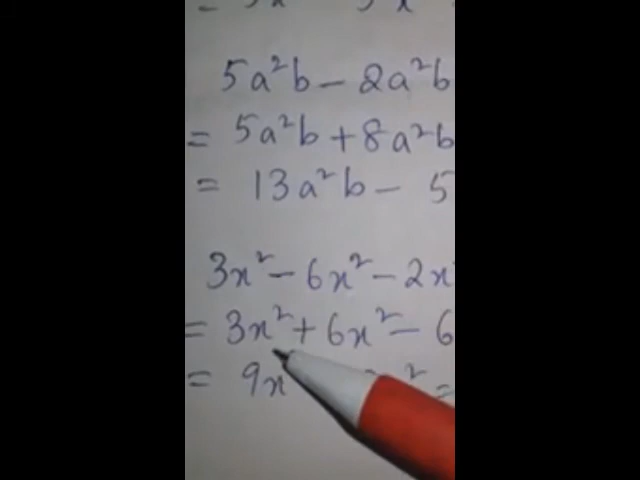 5a²b − 2a²b
= 5a²b + 8a²b
= 13a²b − 5
3x² − 6x² − 2x
= 3x² + 6x² − 6
= 9x